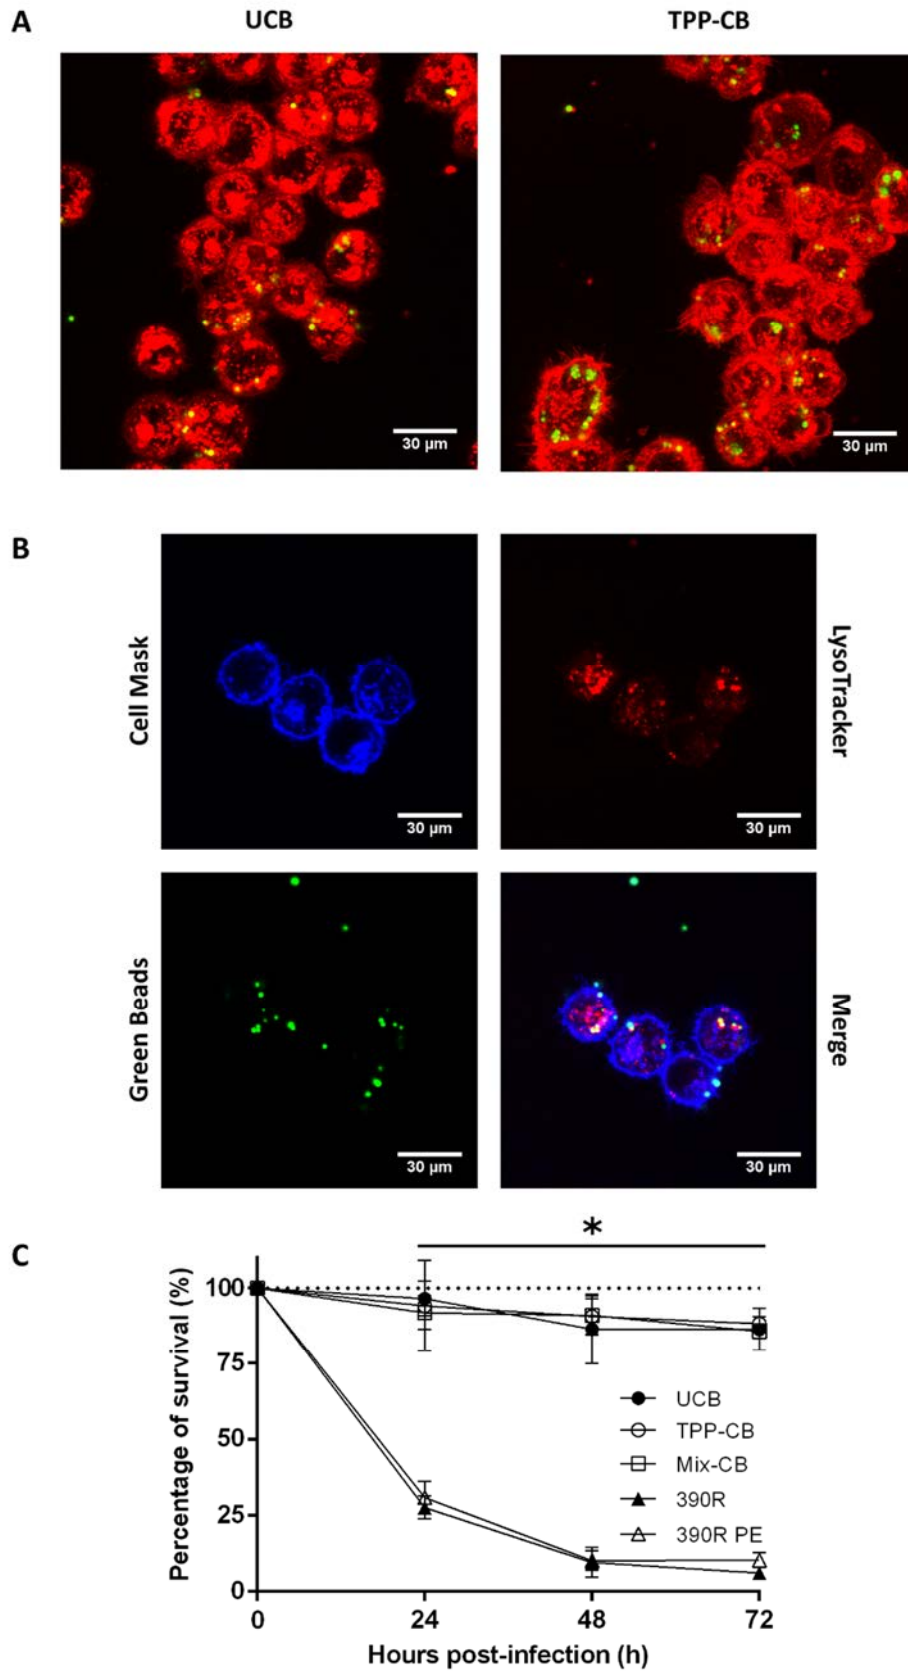 A
UCB
TPP-CB
30 µm
30 µm
B
Cell Mask
LysoTracker
30 µm
30 µm
Green Beads
Merge
30 µm
30 µm
C
*
Percentage of survival (%)
100
75
50
25
0
UCB
TPP-CB
Mix-CB
390R
390R PE
0
24
48
72
Hours post-infection (h)